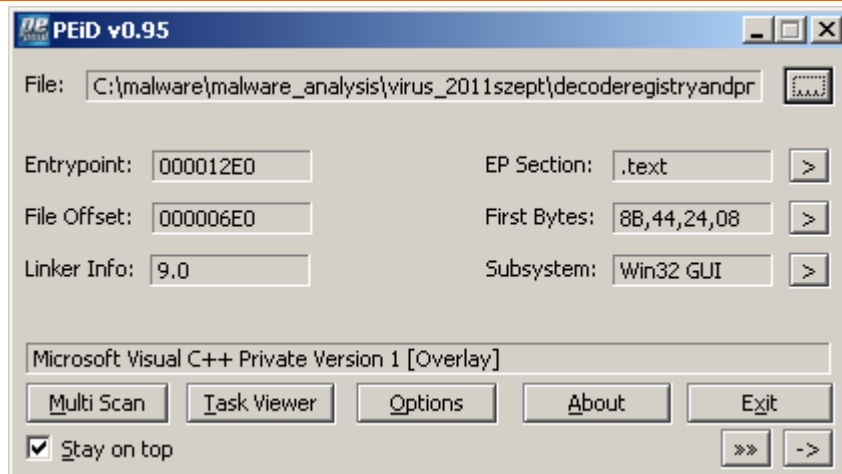 PEiD v0.95
File: C:\malware\malware_analysis\virus_2011szept\decoderegistryandpr ...
Entrypoint: 000012E0 EP Section: .text >
File Offset: 000006E0 First Bytes: 8B,44,24,08 >
Linker Info: 9.0 Subsystem: Win32 GUI >
Microsoft Visual C++ Private Version 1 [Overlay]
Multi Scan Task Viewer Options About Exit
Stay on top »» ->